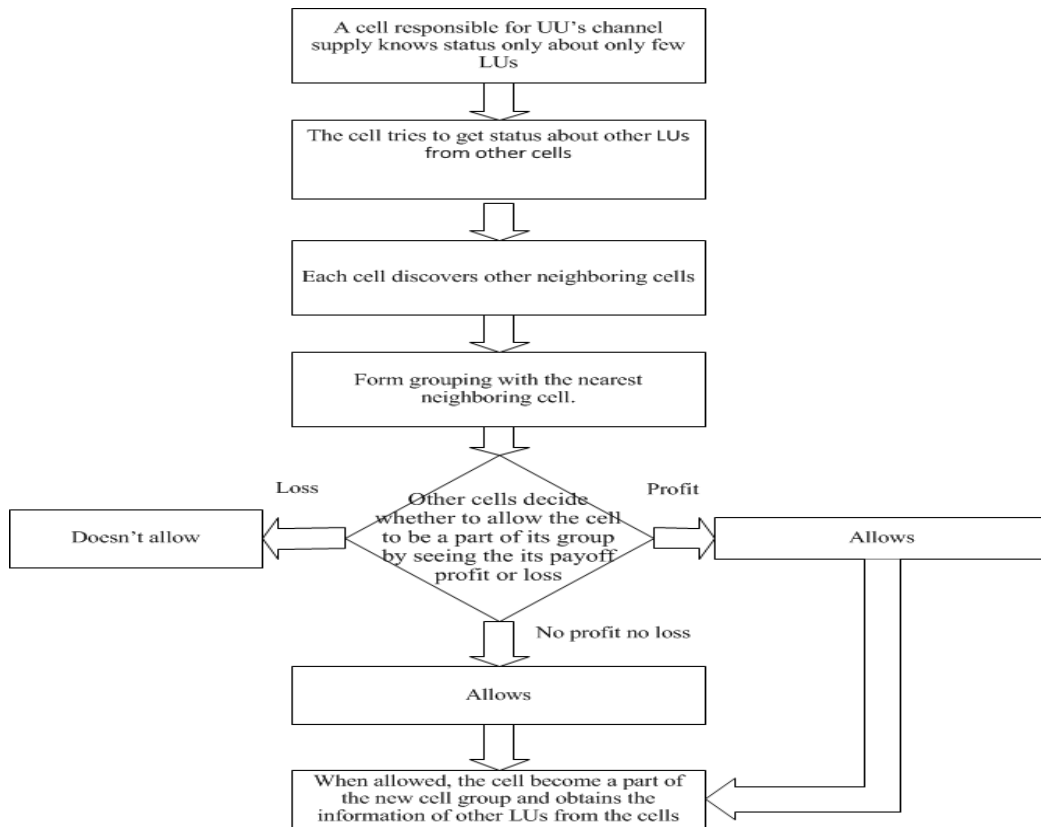 A cell responsible for UU's channel
supply knows status only about only few
LUs
The cell tries to get status about other LUs
from other cells
Each cell discovers other neighboring cells
Form grouping with the nearest
neighboring cell.
Loss
Profit
Other cells decide
whether to allow the cell
to be a part of its group
by seeing the its payoff
profit or loss
Doesn't allow
Allows
No profit no loss
Allows
When allowed, the cell become a part of
the new cell group and obtains the
information of other LUs from the cells